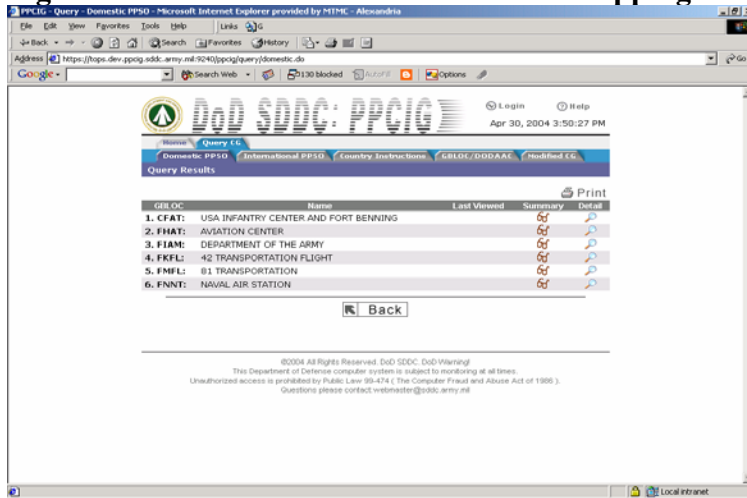 PPCIG - Query - Domestic PPSO - Microsoft Internet Explorer provided by MTMC - Alexandria
File Edit View Favorites Tools Help Links
Back Search Favorites History
Address https://tops.dev.ppcig.sddc.army.mil:9240/ppcig/query/domestic.do Go
Google Search Web 130 blocked AutoFill Options
DoD SDDC: PPCIG
Login Help
Apr 30, 2004 3:50:27 PM
Home Query CG
Domestic PPSO International PPSO Country Instructions GBLOC/DODAAC Modified CG
Query Results
Print
GBLOC Name Last Viewed Summary Detail
1. CFAT: USA INFANTRY CENTER AND FORT BENNING
2. FHAT: AVIATION CENTER
3. FIAM: DEPARTMENT OF THE ARMY
4. FKFL: 42 TRANSPORTATION FLIGHT
5. FMFL: 81 TRANSPORTATION
6. FNNT: NAVAL AIR STATION
Back
©2004 All Rights Reserved. DoD SDDC. DoD Warning!
This Department of Defense computer system is subject to monitoring at all times.
Unauthorized access is prohibited by Public Law 99-474 ( The Computer Fraud and Abuse Act of 1986 ).
Questions please contact webmaster@sddc.army.mil
Local intranet